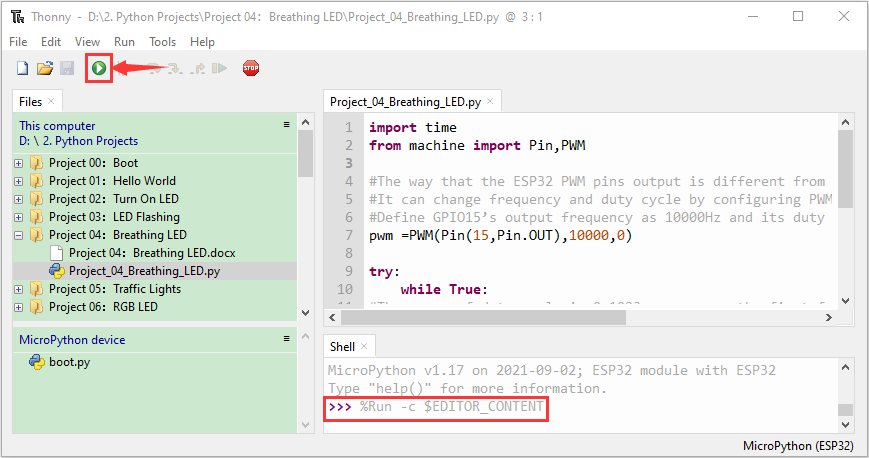 Thonny - D:\2. Python Projects\Project 04：Breathing LED\Project_04_Breathing_LED.py @ 3 : 1
File Edit View Run Tools Help
STOP
Files
This computer
D: \ 2. Python Projects
Project 00：Boot
Project 01：Hello World
Project 02：Turn On LED
Project 03：LED Flashing
Project 04：Breathing LED
Project 04：Breathing LED.docx
Project_04_Breathing_LED.py
Project 05：Traffic Lights
Project 06：RGB LED
MicroPython device
boot.py
Project_04_Breathing_LED.py
1 import time
2 from machine import Pin,PWM
3
4 #The way that the ESP32 PWM pins output is different from
5 #It can change frequency and duty cycle by configuring PWM
6 #Define GPIO15’s output frequency as 10000Hz and its duty
7 pwm =PWM(Pin(15,Pin.OUT),10000,0)
8
9 try:
10 while True:
Shell
MicroPython v1.17 on 2021-09-02; ESP32 module with ESP32
Type "help()" for more information.
>>> %Run -c $EDITOR_CONTENT
MicroPython (ESP32)